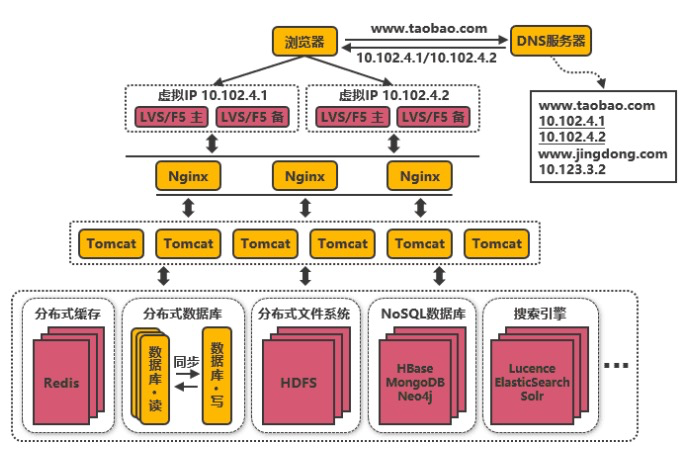 www.taobao.com
浏览器
DNS服务器
10.102.4.1/10.102.4.2
虚拟IP 10.102.4.1
虚拟IP 10.102.4.2
LVS/F5 主
LVS/F5 备
LVS/F5 主
LVS/F5 备
www.taobao.com
10.102.4.1
10.102.4.2
www.jingdong.com
10.123.3.2
Nginx
Nginx
Nginx
Tomcat
Tomcat
Tomcat
Tomcat
Tomcat
Tomcat
分布式缓存
Redis
分布式数据库
数据库·读
同步
数据库·写
分布式文件系统
HDFS
NoSQL数据库
HBase
MongoDB
Neo4j
搜索引擎
Lucence
ElasticSearch
Solr
...